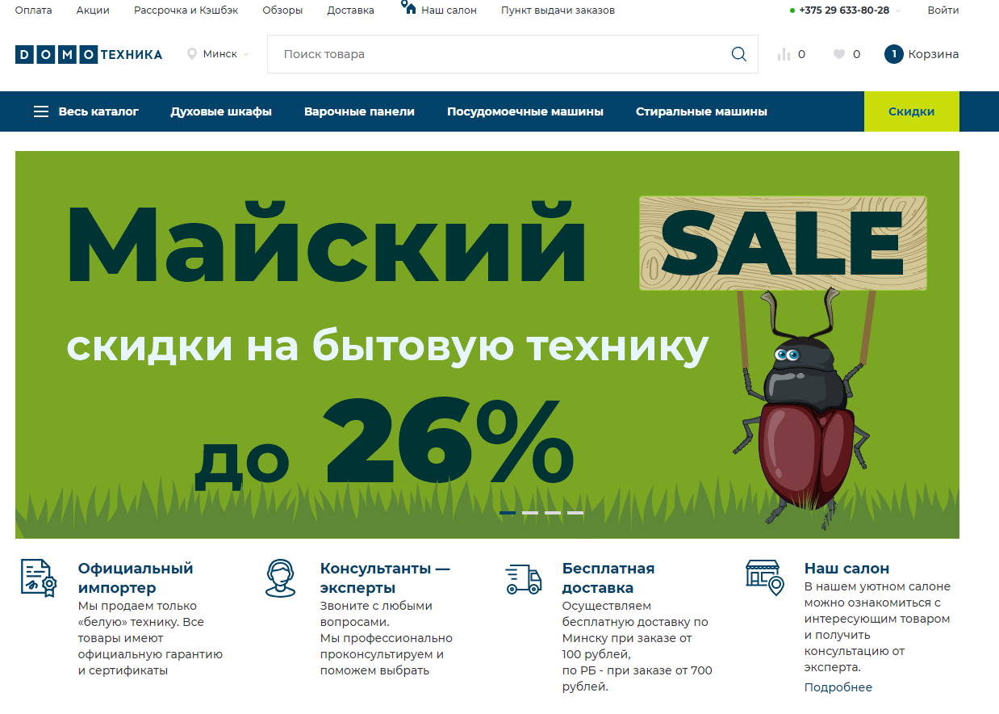 Оплата Акции Рассрочка и Кэшбэк Обзоры Доставка Наш салон Пункт выдачи заказов +375 29 633-80-28 Войти
DОМО ТЕХНИКА Минск Поиск товара 0 0 1 Корзина
Весь каталог Духовые шкафы Варочные панели Посудомоечные машины Стиральные машины Скидки
Майский SALE
скидки на бытовую технику
до 26%
Официальный
импортер
Мы продаем только
«белую» технику. Все
товары имеют
официальную гарантию
и сертификаты
Консультанты —
эксперты
Звоните с любыми
вопросами.
Мы профессионально
проконсультируем и
поможем выбрать
Бесплатная
доставка
Осуществляем
бесплатную доставку по
Минску при заказе от
100 рублей,
по РБ - при заказе от 700
рублей.
Наш салон
В нашем уютном салоне
можно ознакомиться с
интересующим товаром
и получить
консультацию от
эксперта.
Подробнее